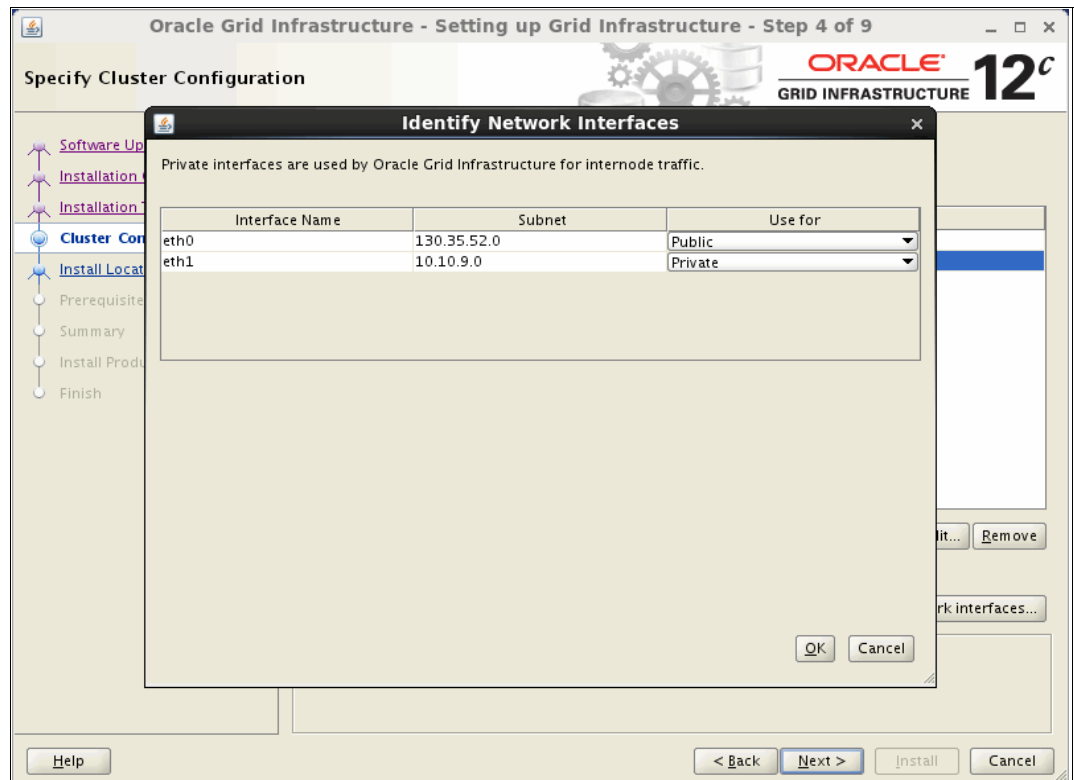 Oracle Grid Infrastructure - Setting up Grid Infrastructure - Step 4 of 9
Specify Cluster Configuration
ORACLE
GRID INFRASTRUCTURE
12c
Identify Network Interfaces
Private interfaces are used by Oracle Grid Infrastructure for internode traffic.
Interface Name Subnet Use for
eth0 130.35.52.0 Public
eth1 10.10.9.0 Private
Software Up
Installation
Installation
Cluster Con
Install Locat
Prerequisite
Summary
Install Produ
Finish
lit... Remove
rk interfaces...
OK Cancel
Help < Back Next > Install Cancel